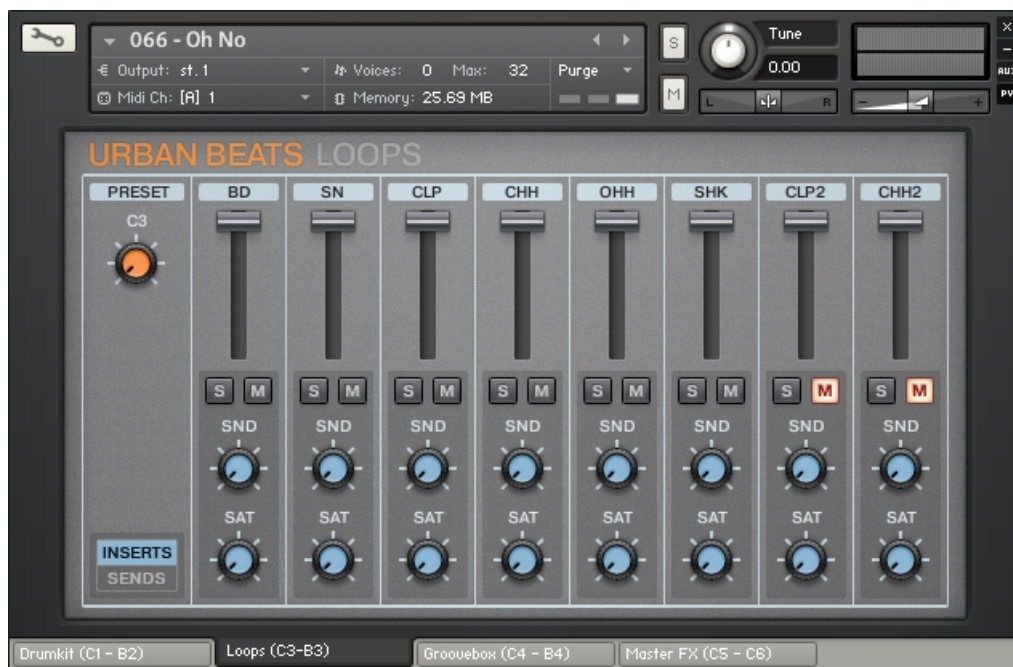 066 - Oh No
Output: st. 1
Voices: 0 Max: 32
Purge
Midi Ch: [A] 1
Memory: 25.69 MB
S
M
Tune
0.00
L R
- +
×
-
AUX
PV
URBAN BEATS LOOPS
PRESET BD SN CLP CHH OHH SHK CLP2 CHH2
C3
S M S M S M S M S M S M S M S M
SND SND SND SND SND SND SND SND
SAT SAT SAT SAT SAT SAT SAT SAT
INSERTS
SENDS
Drumkit (C1 - B2) Loops (C3-B3) Groovebox (C4 - B4) Master FX (C5 - C6)